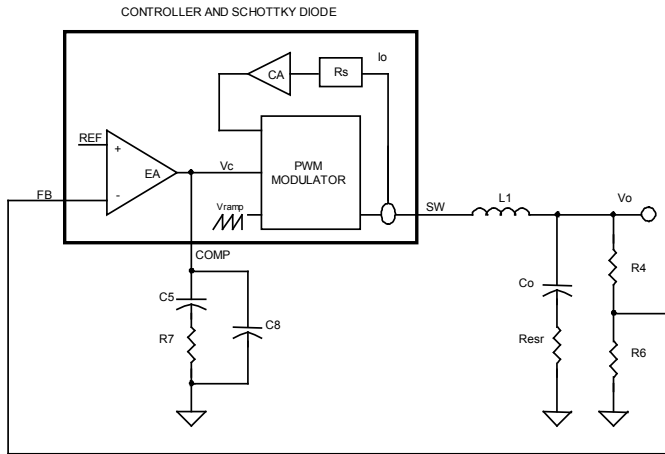 CONTROLLER AND SCHOTTKY DIODE
Io
CA
Rs
REF
+
EA
-
Vc
PWM
MODULATOR
FB
Vramp
SW
L1
Vo
COMP
C5
R7
C8
Co
Resr
R4
R6